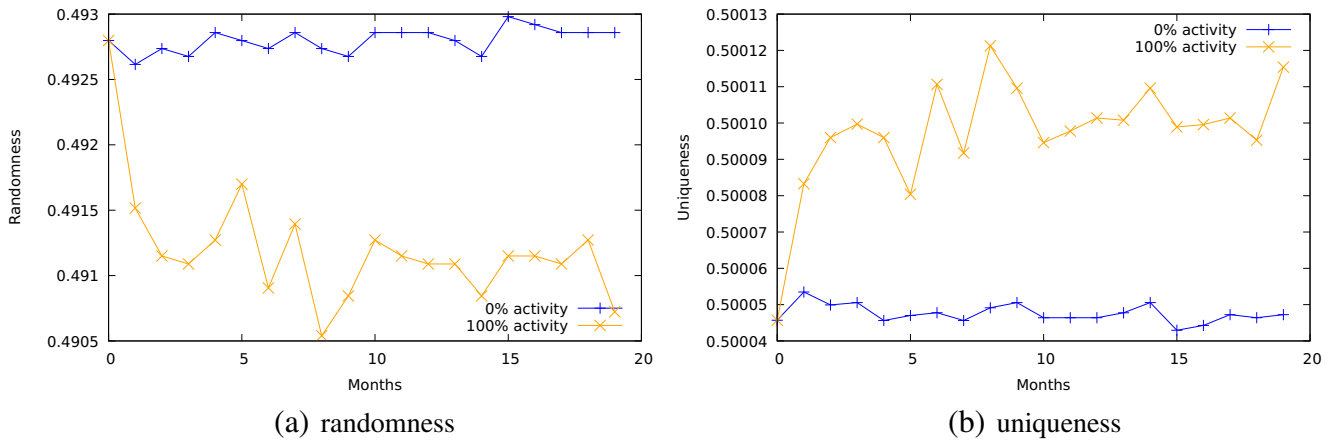 0.493
0.4925
0.492
0.4915
0.491
0.4905
Randomness
0% activity
100% activity
0 5 10 15 20
Months
(a) randomness
0.50013
0.50012
0.50011
0.50010
0.50009
0.50008
0.50007
0.50006
0.50005
0.50004
Uniqueness
0% activity
100% activity
0 5 10 15 20
Months
(b) uniqueness